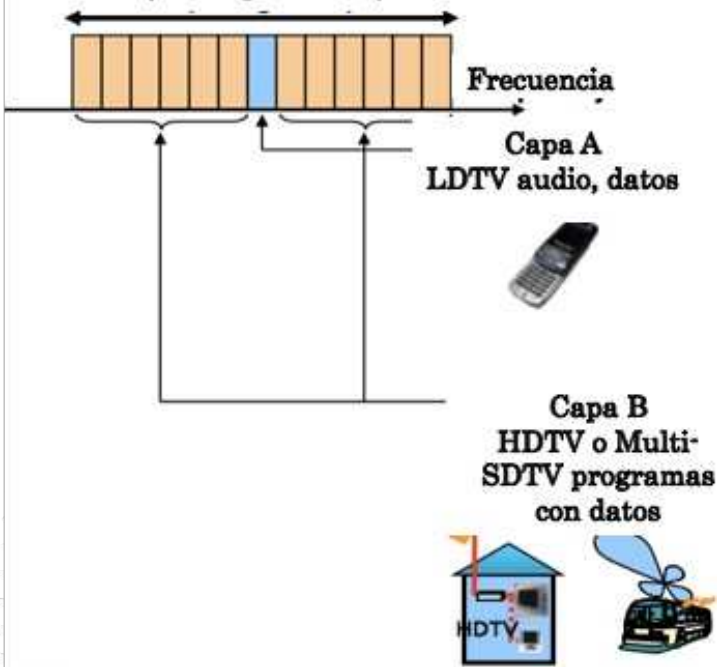 Frecuencia
Capa A
LDTV audio, datos
Capa B
HDTV o Multi-
SDTV programas
con datos
HDTV